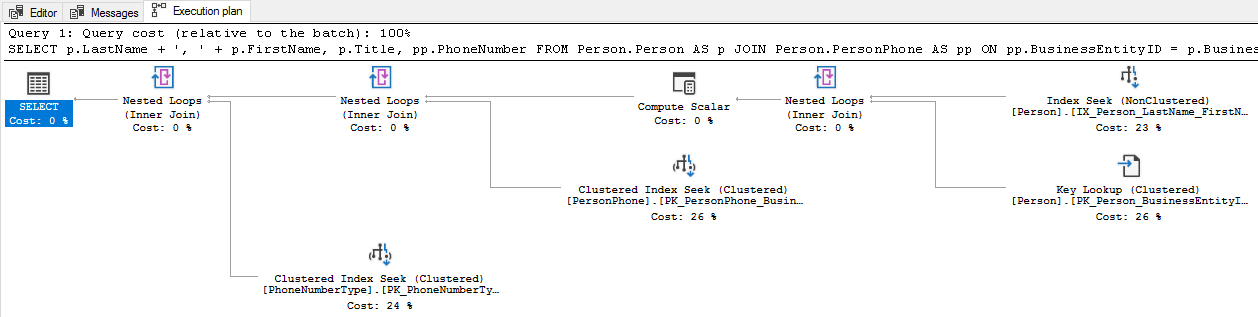 Editor Messages Execution plan
Query 1: Query cost (relative to the batch): 100%
SELECT p.LastName + ', ' + p.FirstName, p.Title, pp.PhoneNumber FROM Person.Person AS p JOIN Person.PersonPhone AS pp ON pp.BusinessEntityID = p.Busines
SELECT
Cost: 0 %
Nested Loops
(Inner Join)
Cost: 0 %
Nested Loops
(Inner Join)
Cost: 0 %
Compute Scalar
Cost: 0 %
Nested Loops
(Inner Join)
Cost: 0 %
Index Seek (NonClustered)
[Person].[IX_Person_LastName_FirstN…
Cost: 23 %
Clustered Index Seek (Clustered)
[PersonPhone].[PK_PersonPhone_Busin…
Cost: 26 %
Key Lookup (Clustered)
[Person].[PK_Person_BusinessEntityI…
Cost: 26 %
Clustered Index Seek (Clustered)
[PhoneNumberType].[PK_PhoneNumberTy…
Cost: 24 %